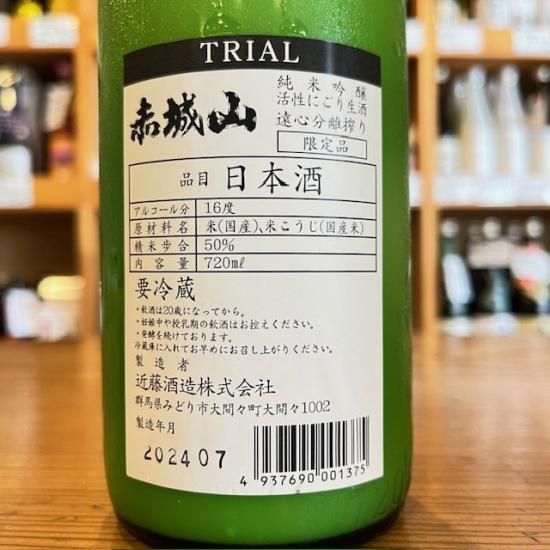 TRIAL
赤城山
純米吟醸
活性にごり生酒
遠心分離搾り
限定品
品目 日本酒
アルコール分 16度
原材料名 米(国産)、米こうじ(国産米)
精米歩合 50%
内容量 720mℓ
要冷蔵
・飲酒は20歳になってから。
・妊娠中や授乳期の飲酒はお控えください。
・発酵を続けております。
冷蔵庫に入れてお早めにお召し上がりください。
製造者
近藤酒造株式会社
群馬県みどり市大間々町大間々1002
製造年月
2024 07
4 937690 001375